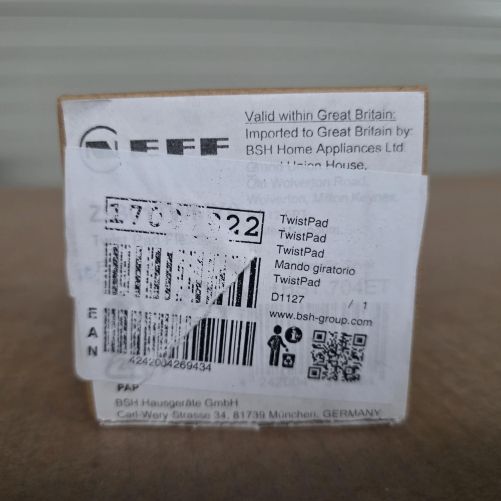 NEFF
Valid within Great Britain:
Imported to Great Britain by:
BSH Home Appliances Ltd.
Grand Union House,
Old Wolverton Road,
Wolverton, Milton Keynes
TwistPad
TwistPad
TwistPad
Mando giratorio
TwistPad
D1127 / 1
www.bsh-group.com
EAN
4242004269434
PAP
BSH Hausgeräte GmbH
Carl-Wery-Strasse 34, 81739 München, GERMANY